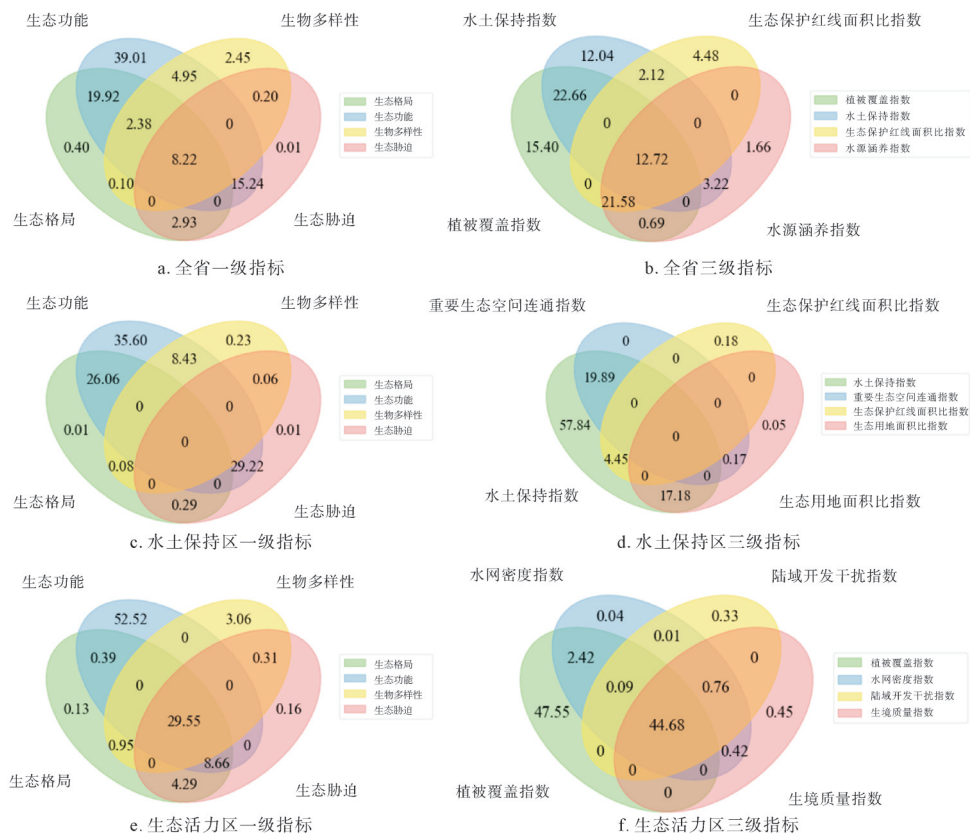 生态功能
生物多样性
39.01
2.45
4.95
19.92
0.20
2.38
0
0.40
8.22
0.01
0.10
15.24
0
0
2.93
生态格局
生态胁迫
生态格局
生态功能
生物多样性
生态胁迫
a. 全省一级指标
水土保持指数
生态保护红线面积比指数
12.04
4.48
2.12
22.66
0
0
0
15.40
12.72
1.66
0
3.22
21.58
0
0.69
植被覆盖指数
水源涵养指数
植被覆盖指数
水土保持指数
生态保护红线面积比指数
水源涵养指数
b. 全省三级指标
生态功能
生物多样性
35.60
0.23
8.43
26.06
0.06
0
0
0.01
0
0.01
0.08
29.22
0
0
0.29
生态格局
生态胁迫
生态格局
生态功能
生物多样性
生态胁迫
c. 水土保持区一级指标
重要生态空间连通指数
生态保护红线面积比指数
0
0.18
0
19.89
0
0
0
57.84
0
0.05
4.45
0.17
0
0
17.18
水土保持指数
生态用地面积比指数
水土保持指数
重要生态空间连通指数
生态保护红线面积比指数
生态用地面积比指数
d. 水土保持区三级指标
生态功能
生物多样性
52.52
3.06
0
0.39
0.31
0
0
0.13
29.55
0.16
0.95
0
0
8.66
4.29
生态格局
生态胁迫
生态格局
生态功能
生物多样性
生态胁迫
e. 生态活力区一级指标
水网密度指数
陆域开发干扰指数
0.04
0.33
0.01
2.42
0
0.09
0.76
47.55
44.68
0.45
0
0.42
0
0
0
植被覆盖指数
生境质量指数
植被覆盖指数
水网密度指数
陆域开发干扰指数
生境质量指数
f. 生态活力区三级指标